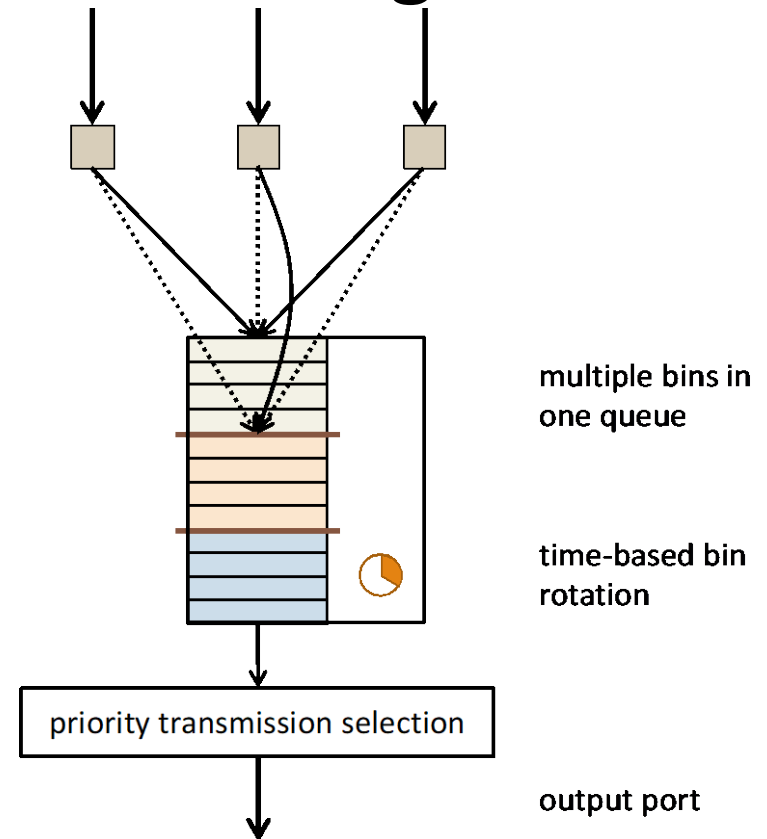 multiple bins in
one queue
time-based bin
rotation
priority transmission selection
output port